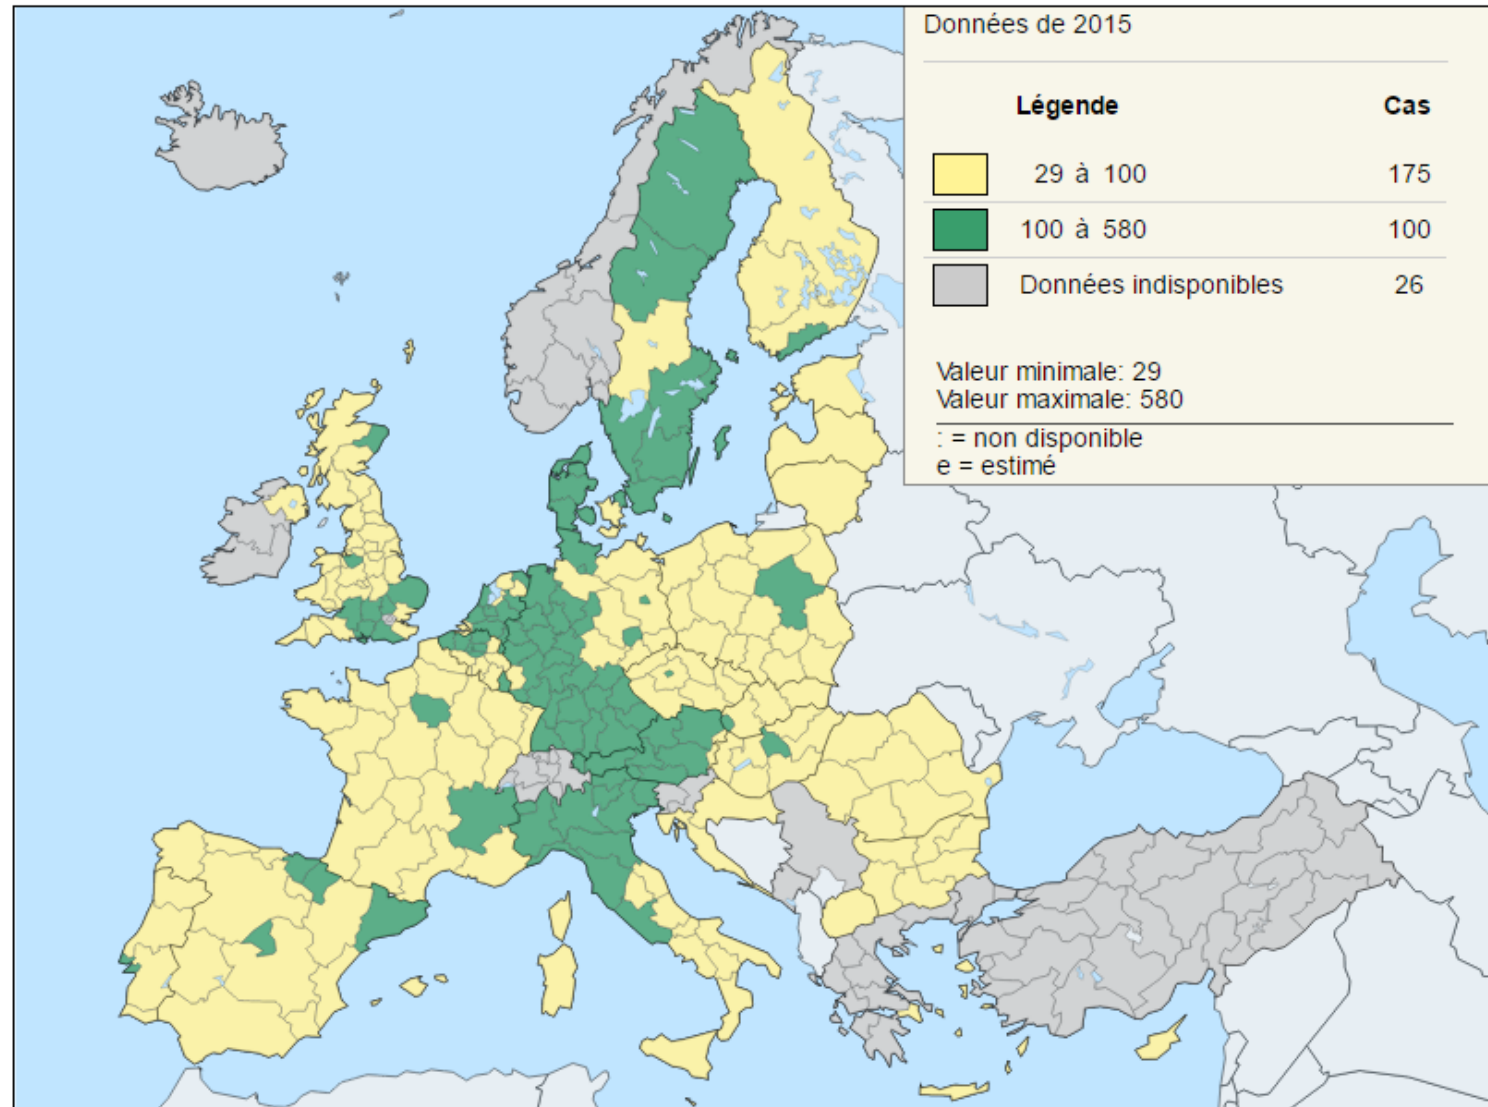 Données de 2015
Légende Cas
29 à 100 175
100 à 580 100
Données indisponibles 26
Valeur minimale: 29
Valeur maximale: 580
: = non disponible
e = estimé